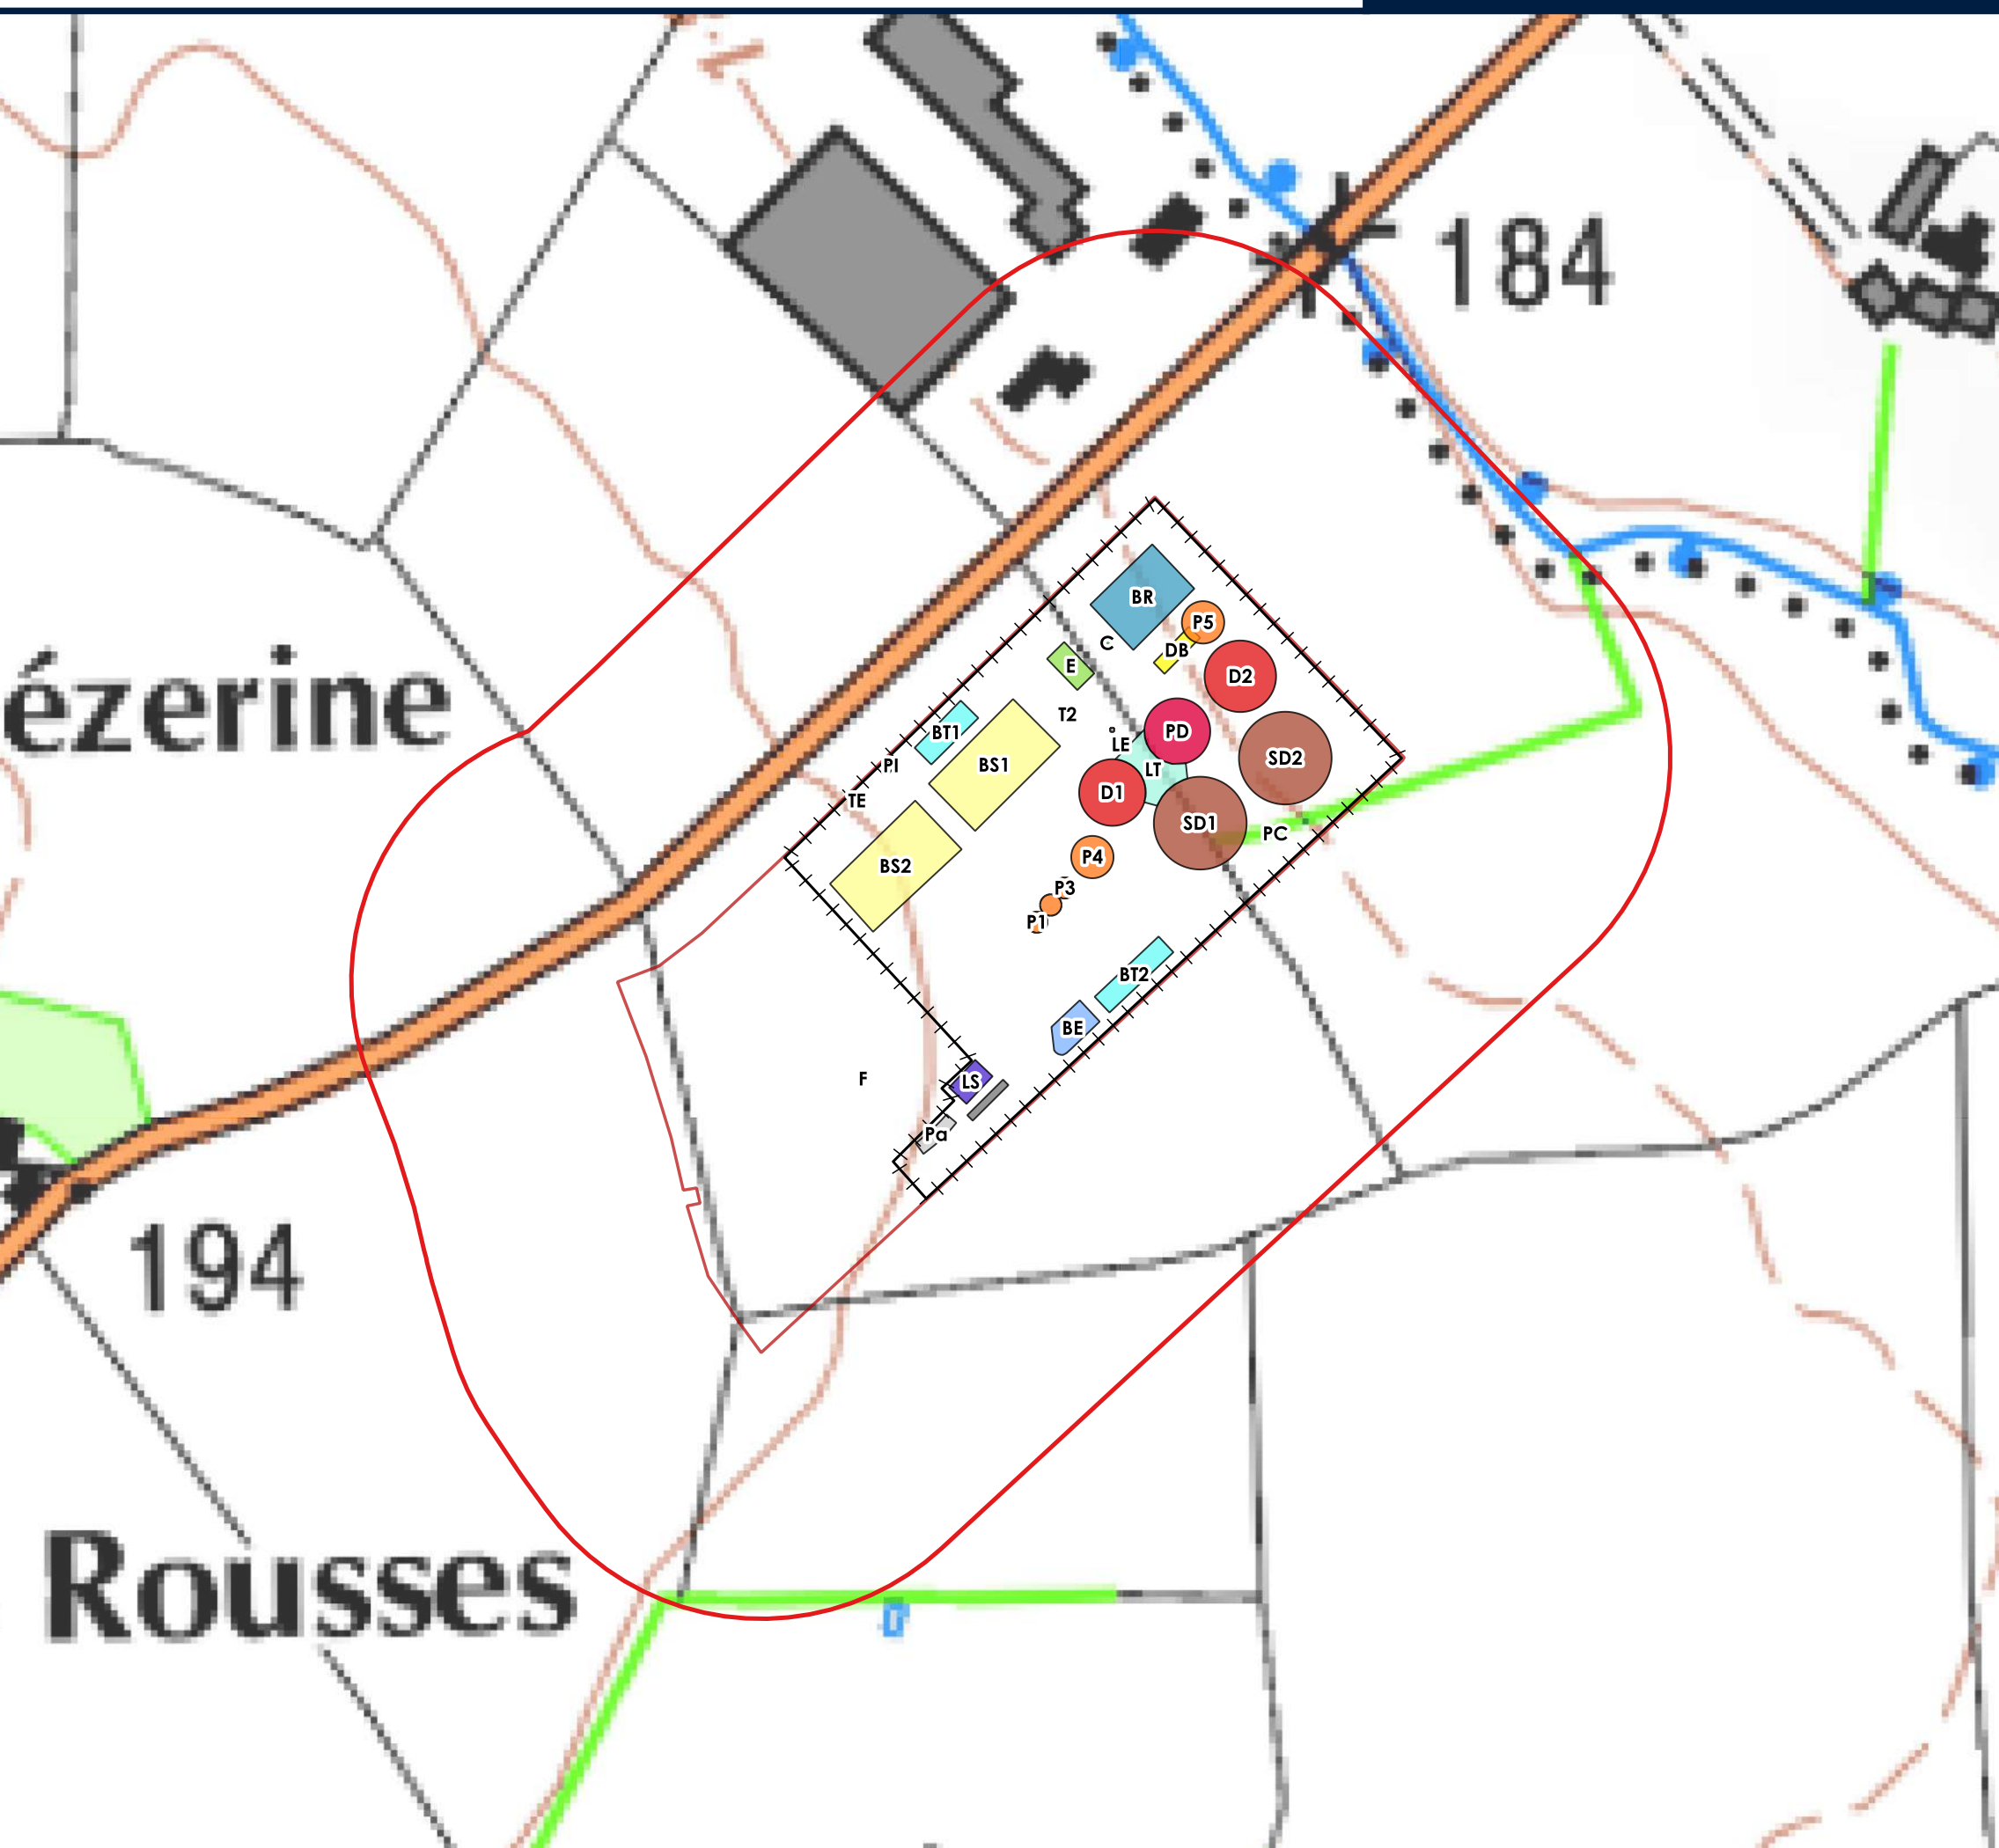 184
BR
P5
C
DB
E
D2
T2
BT1
PD
LE
SD2
PI
BS1
LT
TE
D1
SD1
PC
P4
BS2
P3
P1
ézerine
BT2
BE
F
LS
Pa
194
Rousses